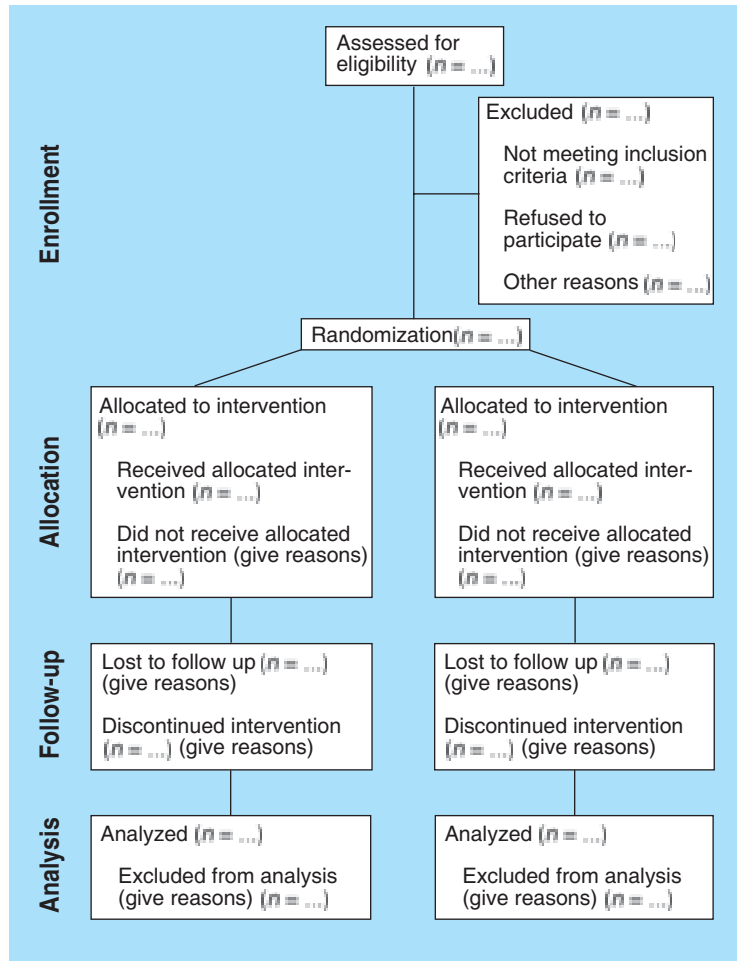 Assessed for
eligibility (n = ...)
Enrollment
Excluded (n = ...)
Not meeting inclusion
criteria (n = ...)
Refused to
participate (n = ...)
Other reasons (n = ...)
Randomization(n = ...)
Allocation
Allocated to intervention
(n = ...)
Received allocated inter-
vention (n = ...)
Did not receive allocated
intervention (give reasons)
(n = ...)
Allocated to intervention
(n = ...)
Received allocated inter-
vention (n = ...)
Did not receive allocated
intervention (give reasons)
(n = ...)
Follow-up
Lost to follow up (n = ...)
(give reasons)
Discontinued intervention
(n = ...) (give reasons)
Lost to follow up (n = ...)
(give reasons)
Discontinued intervention
(n = ...) (give reasons)
Analysis
Analyzed (n = ...)
Excluded from analysis
(give reasons) (n = ...)
Analyzed (n = ...)
Excluded from analysis
(give reasons) (n = ...)